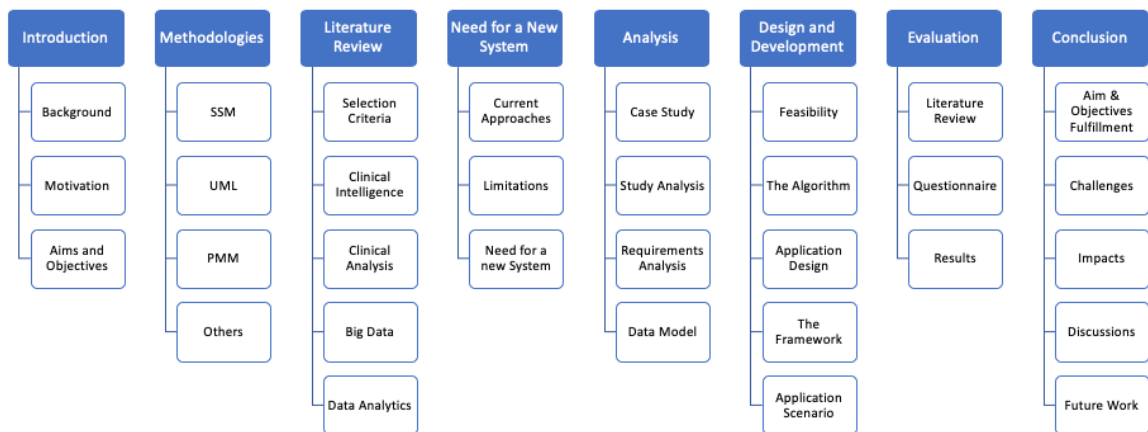 Introduction
Background
Motivation
Aims and
Objectives
Methodologies
SSM
UML
PMM
Others
Literature
Review
Selection
Criteria
Clinical
Intelligence
Clinical
Analysis
Big Data
Data Analytics
Need for a New
System
Current
Approaches
Limitations
Need for a
new System
Analysis
Case Study
Study Analysis
Requirements
Analysis
Data Model
Design and
Development
Feasibility
The Algorithm
Application
Design
The
Framework
Application
Scenario
Evaluation
Literature
Review
Questionnaire
Results
Conclusion
Aim &
Objectives
Fulfillment
Challenges
Impacts
Discussions
Future Work